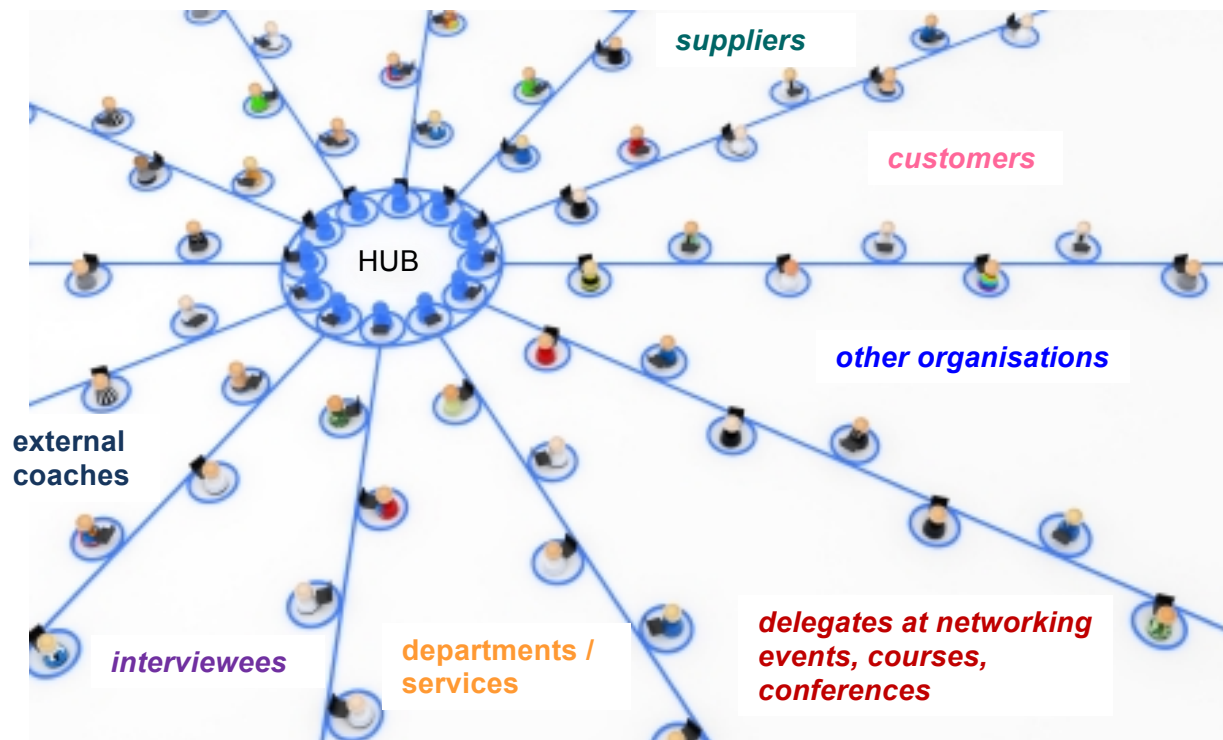 suppliers
customers
HUB
other organisations
external
coaches
interviewees
departments /
services
delegates at networking
events, courses,
conferences